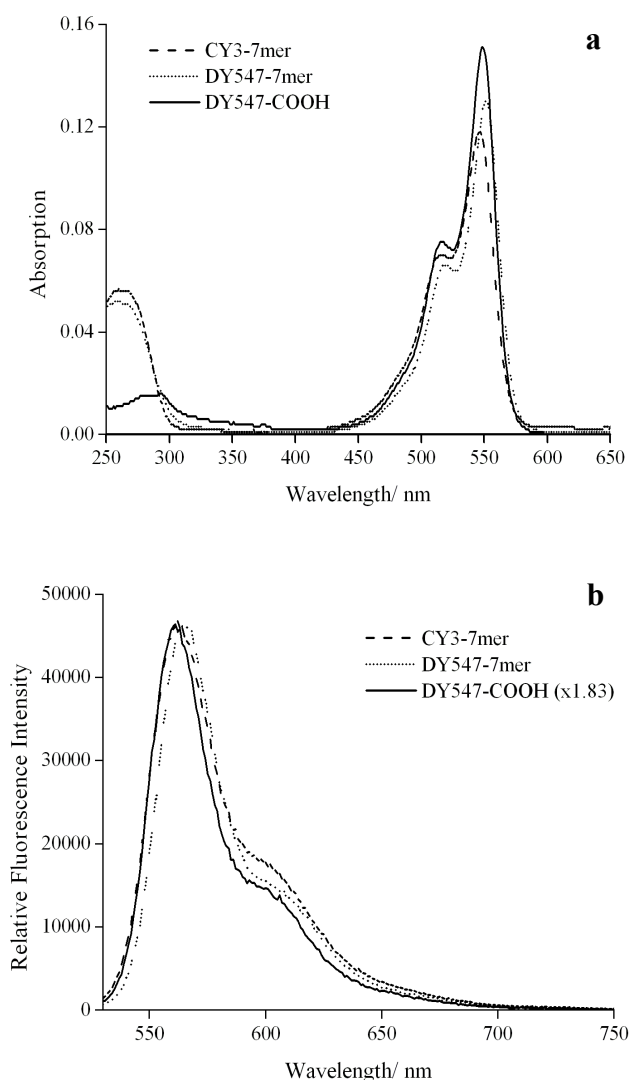 a
0.16
CY3-7mer
DY547-7mer
DY547-COOH
0.12
0.08
0.04
0.00
Absorption
250 300 350 400 450 500 550 600 650
Wavelength/ nm
b
50000
CY3-7mer
DY547-7mer
DY547-COOH (x1.83)
40000
30000
20000
10000
0
Relative Fluorescence Intensity
550 600 650 700 750
Wavelength/ nm